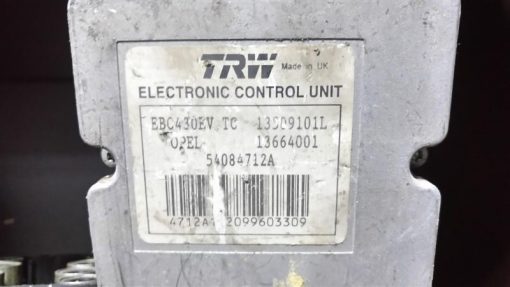 TRW Made in UK
ELECTRONIC CONTROL UNIT
EBC430EV TC 13509101L
OPEL 13664001
54084712A
4712A 2099603309